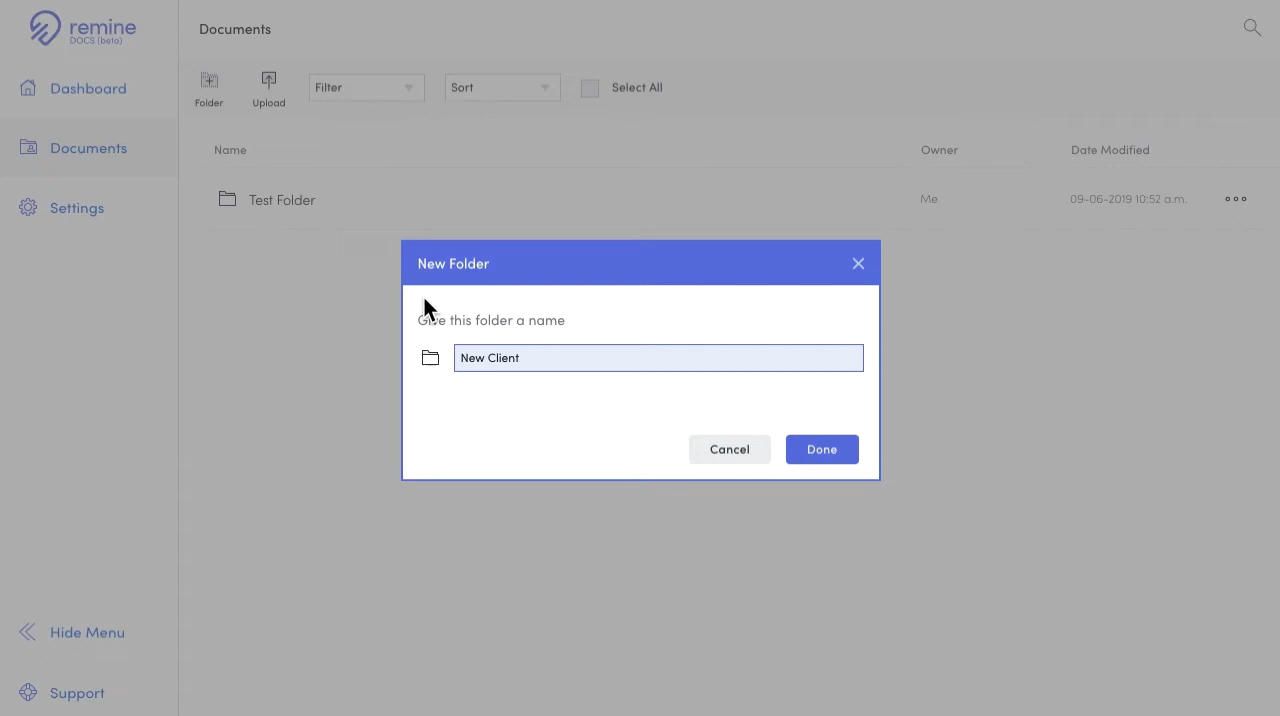 remine
DOCS (beta)
Documents
Dashboard
Documents
Settings
Folder
Upload
Filter
Sort
Select All
Name
Owner
Date Modified
Test Folder
Me
09-06-2019 10:52 a.m.
New Folder
Give this folder a name
New Client
Cancel
Done
Hide Menu
Support